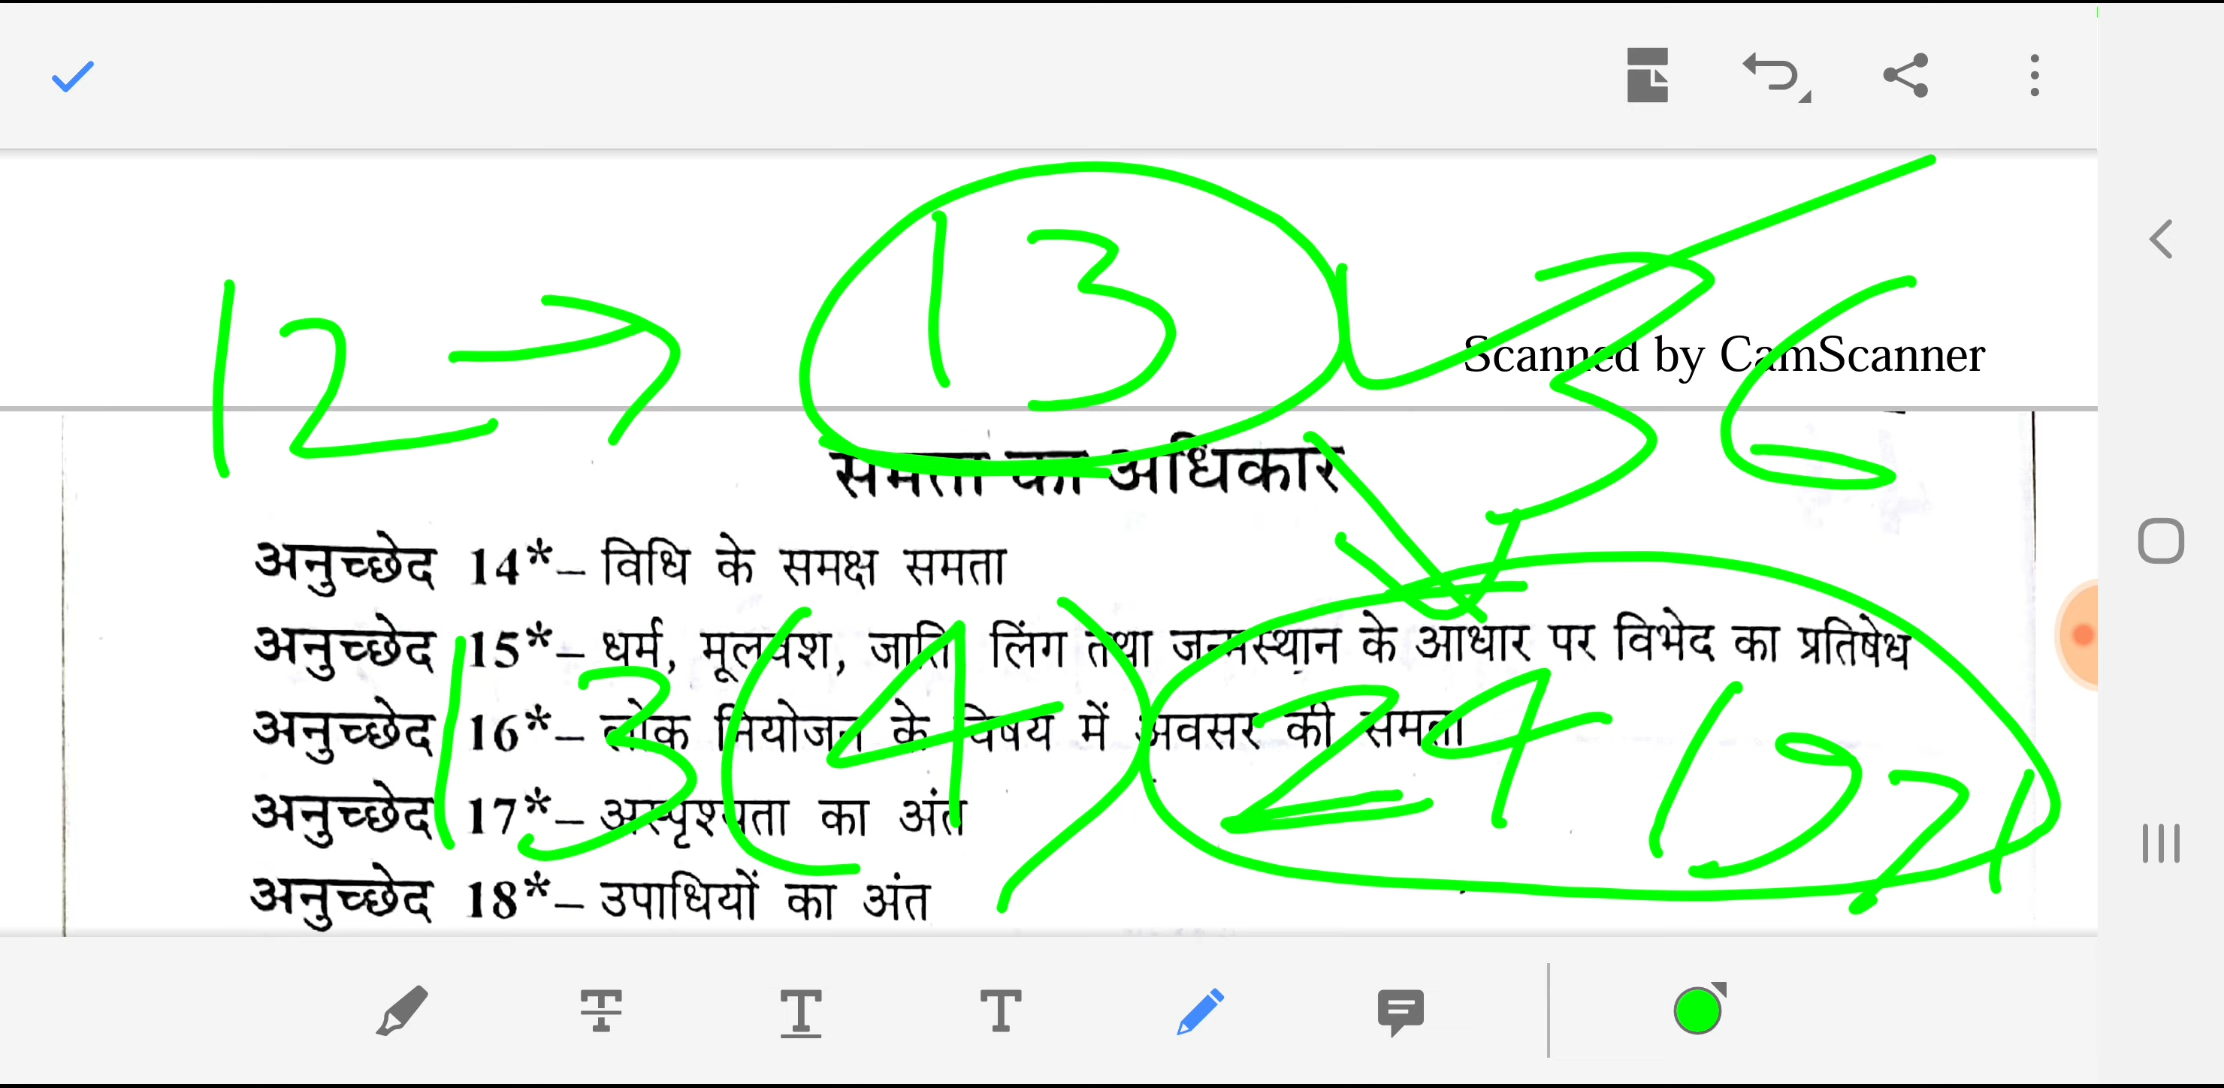 12 → 13 36
Scanned by CamScanner
समता का अधिकार
अनुच्छेद 14*– विधि के समक्ष समता
अनुच्छेद 15*– धर्म, मूलवंश, जाति लिंग तथा जन्मस्थान के आधार पर विभेद का प्रतिषेध
अनुच्छेद 16*– लोक नियोजन के विषय में अवसर की समता
13(4) 24
अनुच्छेद 17*– अस्पृश्यता का अंत
अनुच्छेद 18*– उपाधियों का अंत